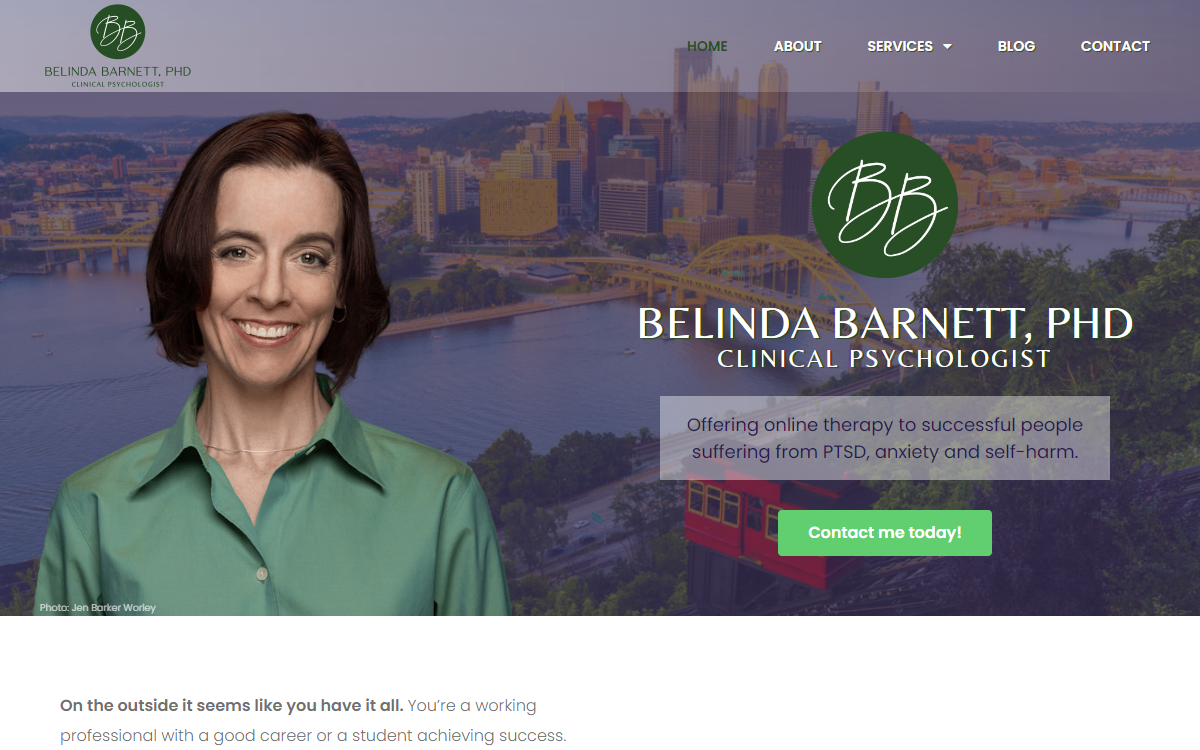 BB
BELINDA BARNETT, PHD
CLINICAL PSYCHOLOGIST
HOME ABOUT SERVICES BLOG CONTACT
BB
BELINDA BARNETT, PHD
CLINICAL PSYCHOLOGIST
Offering online therapy to successful people
suffering from PTSD, anxiety and self-harm.
Contact me today!
Photo: Jen Barker Worley
On the outside it seems like you have it all. You’re a working
professional with a good career or a student achieving success.